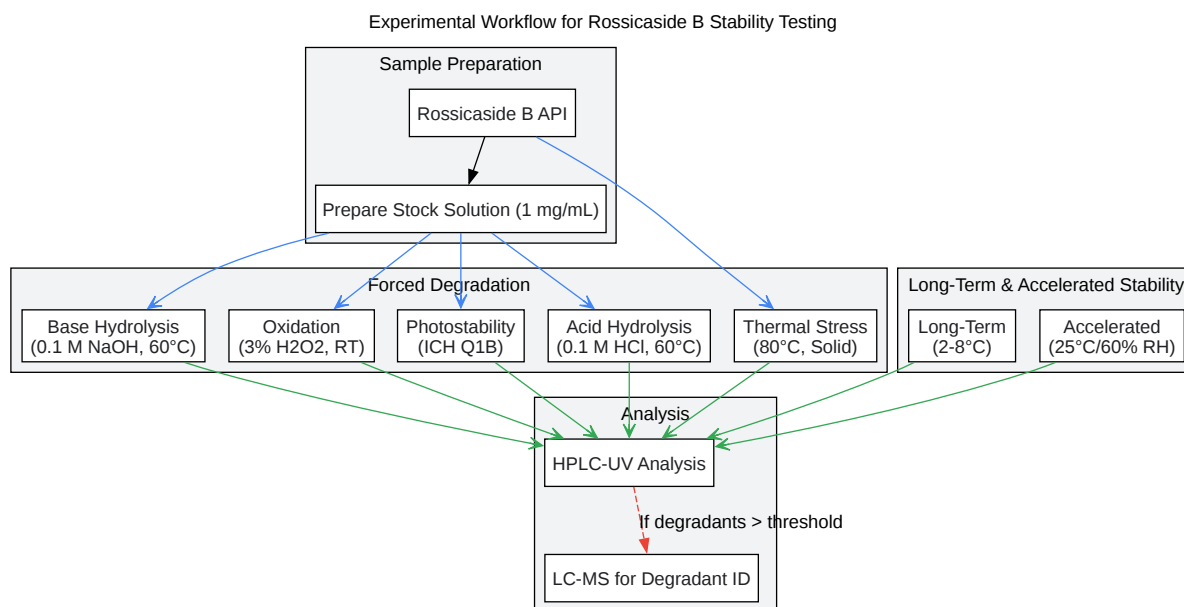 Experimental Workflow for Rossicaside B Stability Testing
Sample Preparation
Rossicaside B API
Prepare Stock Solution (1 mg/mL)
Forced Degradation
Base Hydrolysis
(0.1 M NaOH, 60°C)
Oxidation
(3% H2O2, RT)
Photostability
(ICH Q1B)
Acid Hydrolysis
(0.1 M HCl, 60°C)
Thermal Stress
(80°C, Solid)
Long-Term & Accelerated Stability
Long-Term
(2-8°C)
Accelerated
(25°C/60% RH)
Analysis
HPLC-UV Analysis
If degradants > threshold
LC-MS for Degradant ID